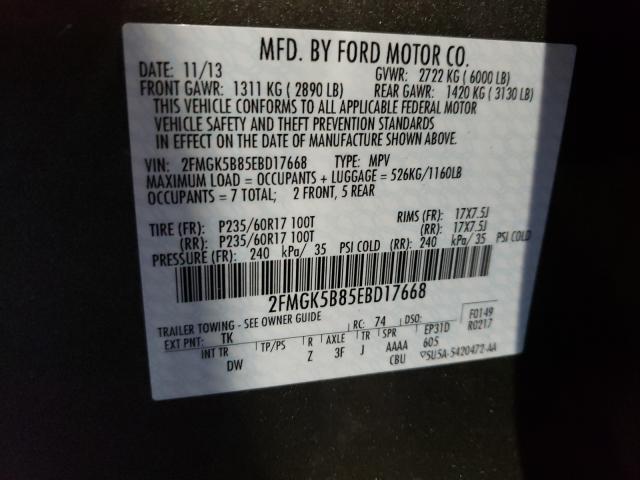 MFD. BY FORD MOTOR CO.
DATE: 11/13 GVWR: 2722 KG ( 6000 LB)
FRONT GAWR: 1311 KG ( 2890 LB) REAR GAWR: 1420 KG ( 3130 LB)
THIS VEHICLE CONFORMS TO ALL APPLICABLE FEDERAL MOTOR
VEHICLE SAFETY AND THEFT PREVENTION STANDARDS
IN EFFECT ON THE DATE OF MANUFACTURE SHOWN ABOVE.
VIN: 2FMGK5B85EBD17668 TYPE: MPV
MAXIMUM LOAD = OCCUPANTS + LUGGAGE = 526KG/1160LB
OCCUPANTS = 7 TOTAL; 2 FRONT, 5 REAR
TIRE (FR): P235/60R17 100T RIMS (FR): 17X7.5J
(RR): P235/60R17 100T (RR): 17X7.5J
PRESSURE (FR): 240 kPa/ 35 PSI COLD (RR): 240 kPa/ 35 PSI COLD
2FMGK5B85EBD17668
TRAILER TOWING - SEE OWNER GUIDE RC: 74 DSO: F0149
EXT PNT: TK R0217
INT TR TP/PS R AXLE TR SPR EP31D
DW Z 3F J AAAA 605
CBU 5U5A-5420472-AA